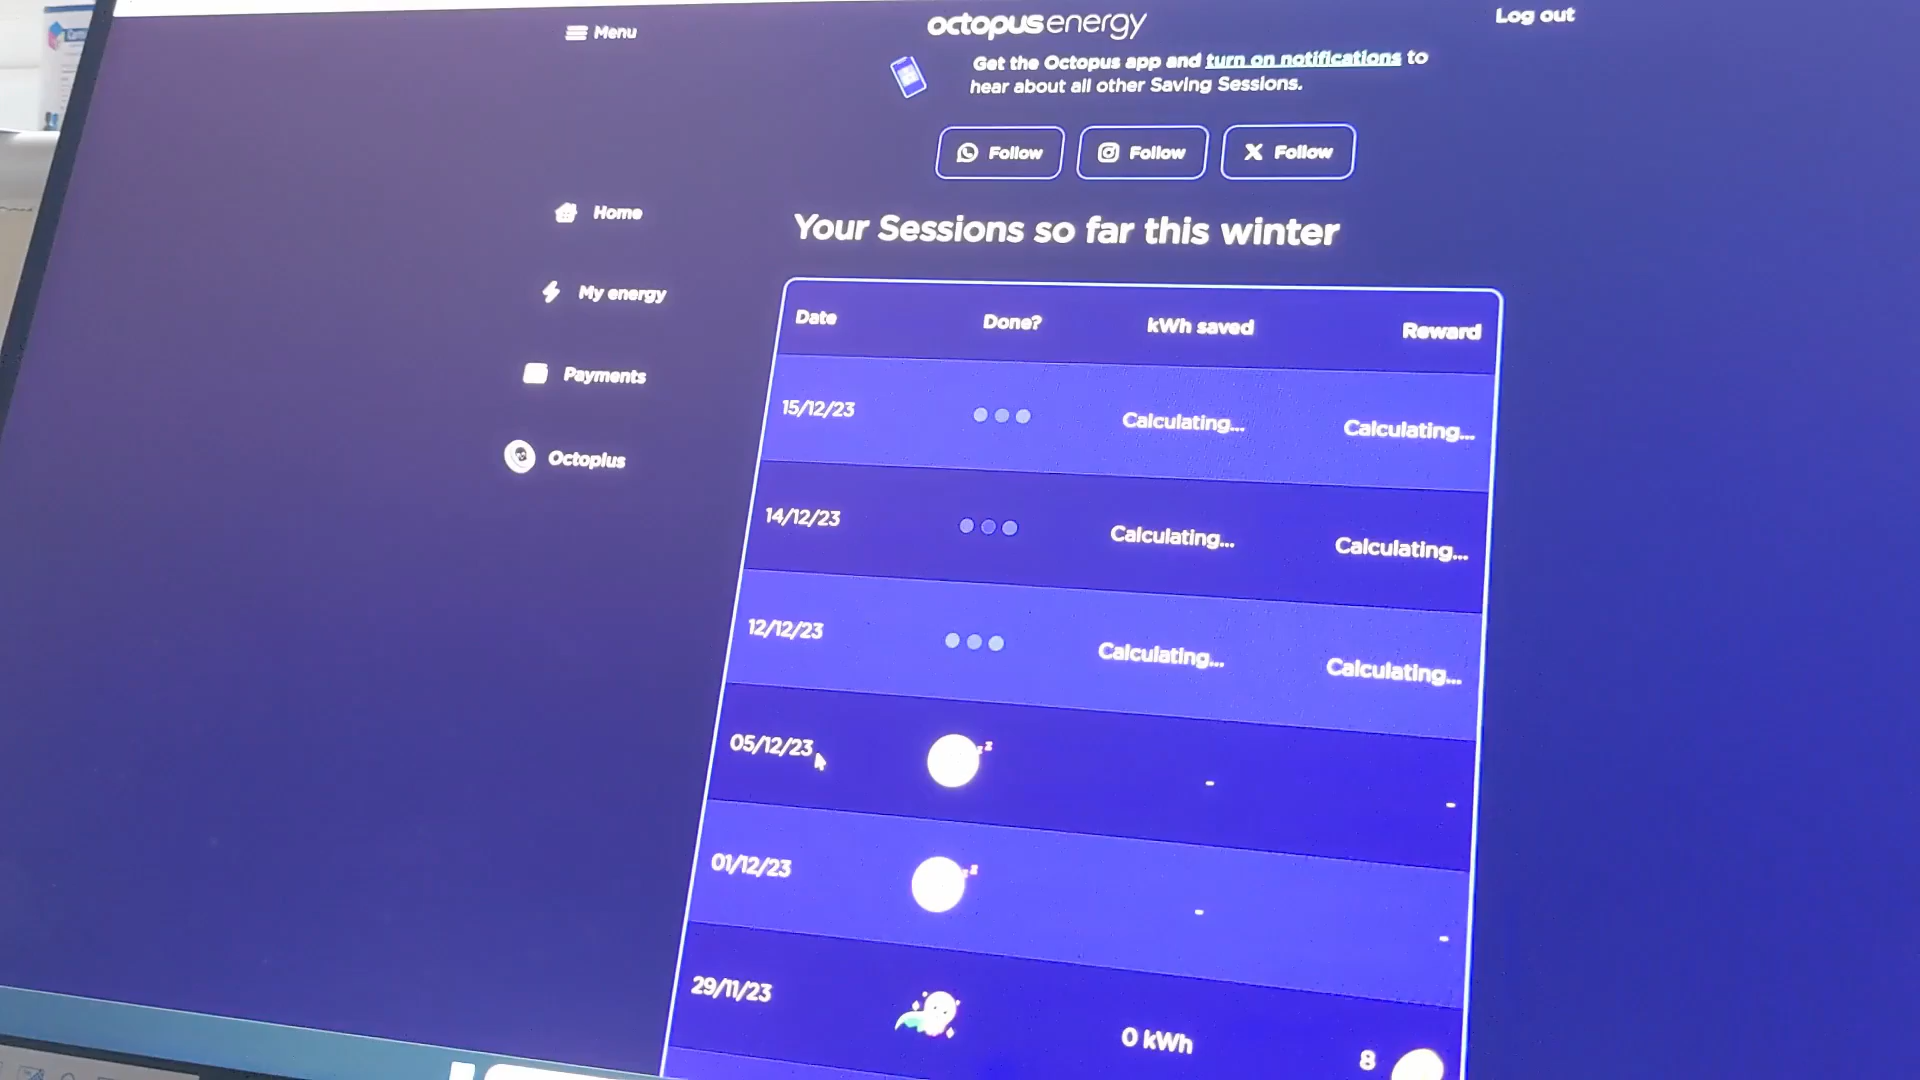 Menu
octopus energy
Log out
Get the Octopus app and turn on notifications to
hear about all other Saving Sessions.
Follow
Follow
Follow
Home
My energy
Payments
Octoplus
Your Sessions so far this winter
Date Done? kWh saved Reward
15/12/23 Calculating... Calculating...
14/12/23 Calculating... Calculating...
12/12/23 Calculating... Calculating...
05/12/23 - -
01/12/23 - -
29/11/23 0 kWh 8